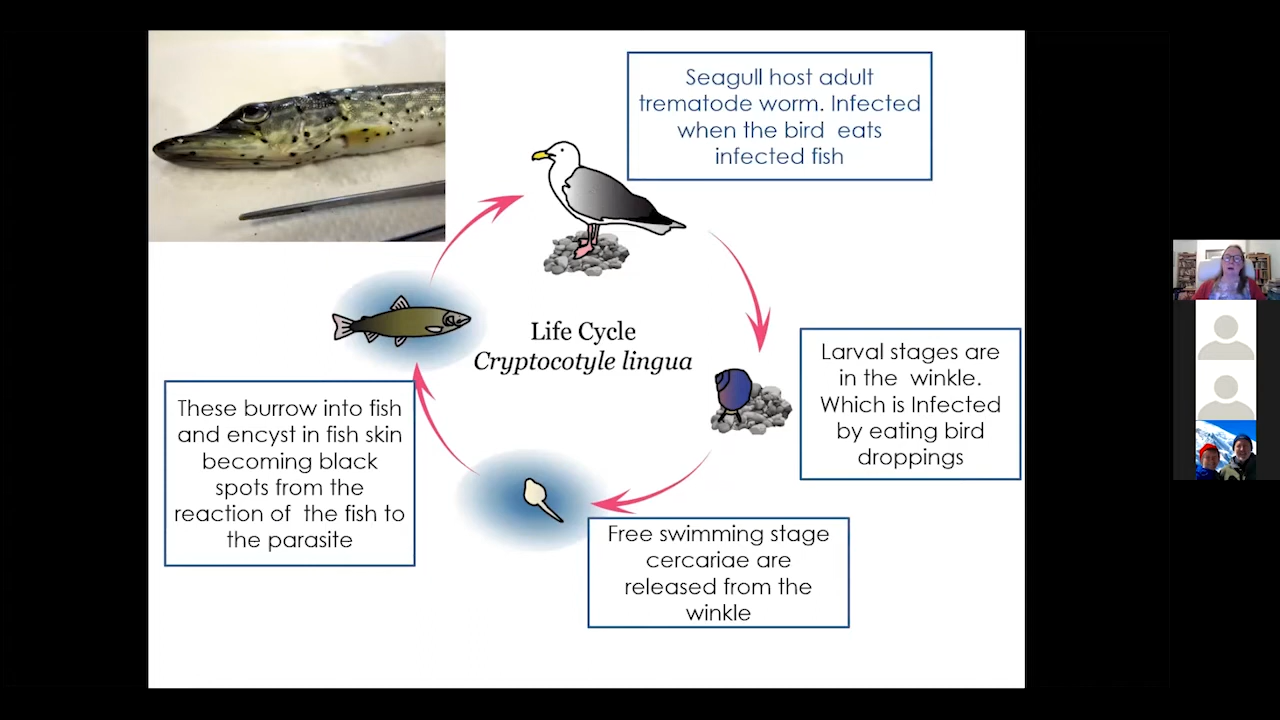 Seagull host adult
trematode worm. Infected
when the bird eats
infected fish
Life Cycle
Cryptocotyle lingua
Larval stages are
in the winkle.
Which is Infected
by eating bird
droppings
These burrow into fish
and encyst in fish skin
becoming black
spots from the
reaction of the fish to
the parasite
Free swimming stage
cercariae are
released from the
winkle